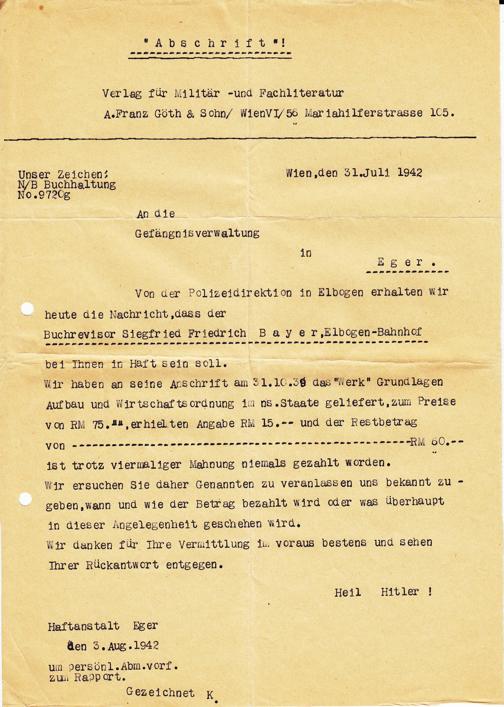 "A b s c h r i f t"!
Verlag für Militär -und Fachliteratur
A.Franz Göth & Sohn/ WienVI/56 Mariahilferstrasse 105.
Unser Zeichen:
N/B Buchhaltung
No.9720g
Wien,den 31.Juli 1942
An die
Gefängnisverwaltung
in
E g e r .
Von der Polizeidirektion in Elbogen erhalten wir
heute die Nachricht,dass der
Buchrevisor Siegfried Friedrich B a y e r,Elbogen-Bahnhof
bei Ihnen in Haft sein soll.
Wir haben an seine Anschrift am 31.10.39 das"Werk" Grundlagen
Aufbau und Wirtschaftsordnung im ns.Staate geliefert,zum Preise
von RM 75.--,erhielten Angabe RM 15.-- und der Restbetrag
von ----------------------------------------RM 60.--
ist trotz viermaliger Mahnung niemals gezahlt worden.
Wir ersuchen Sie daher Genannten zu veranlassen uns bekannt zu -
geben,wann und wie der Betrag bezahlt wird oder was überhaupt
in dieser Angelegenheit geschehen wird.
Wir danken für Ihre Vermittlung im voraus bestens und sehen
Ihrer Rückantwort entgegen.
Heil Hitler !
Haftanstalt Eger
den 3.Aug.1942
um persönl.Abm.vorf.
zum Rapport.
Gezeichnet K.